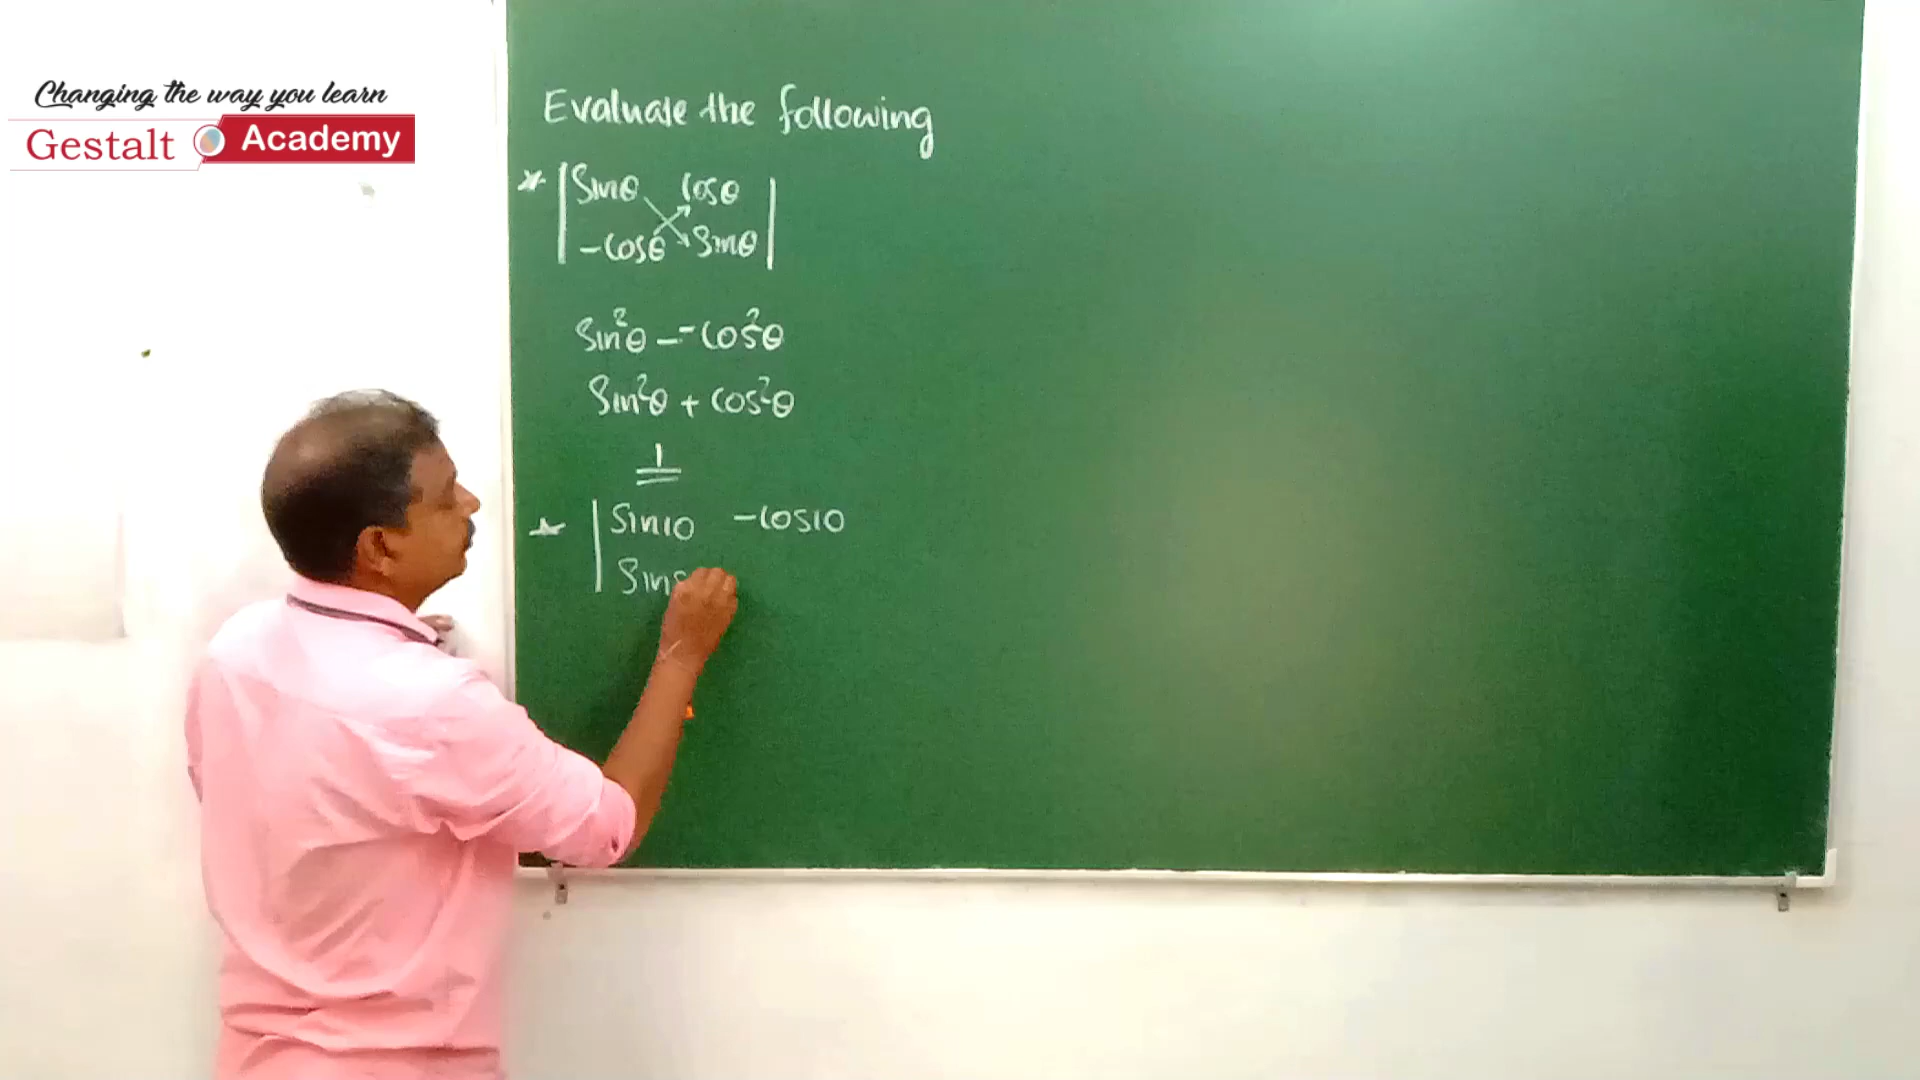 Changing the way you learn
Gestalt Academy
Evaluate the following
* | Sinθ Cosθ |
| -Cosθ Sinθ |
Sin²θ - -Cos²θ
Sin²θ + Cos²θ
1
* | Sin10 -Cos10
Sin